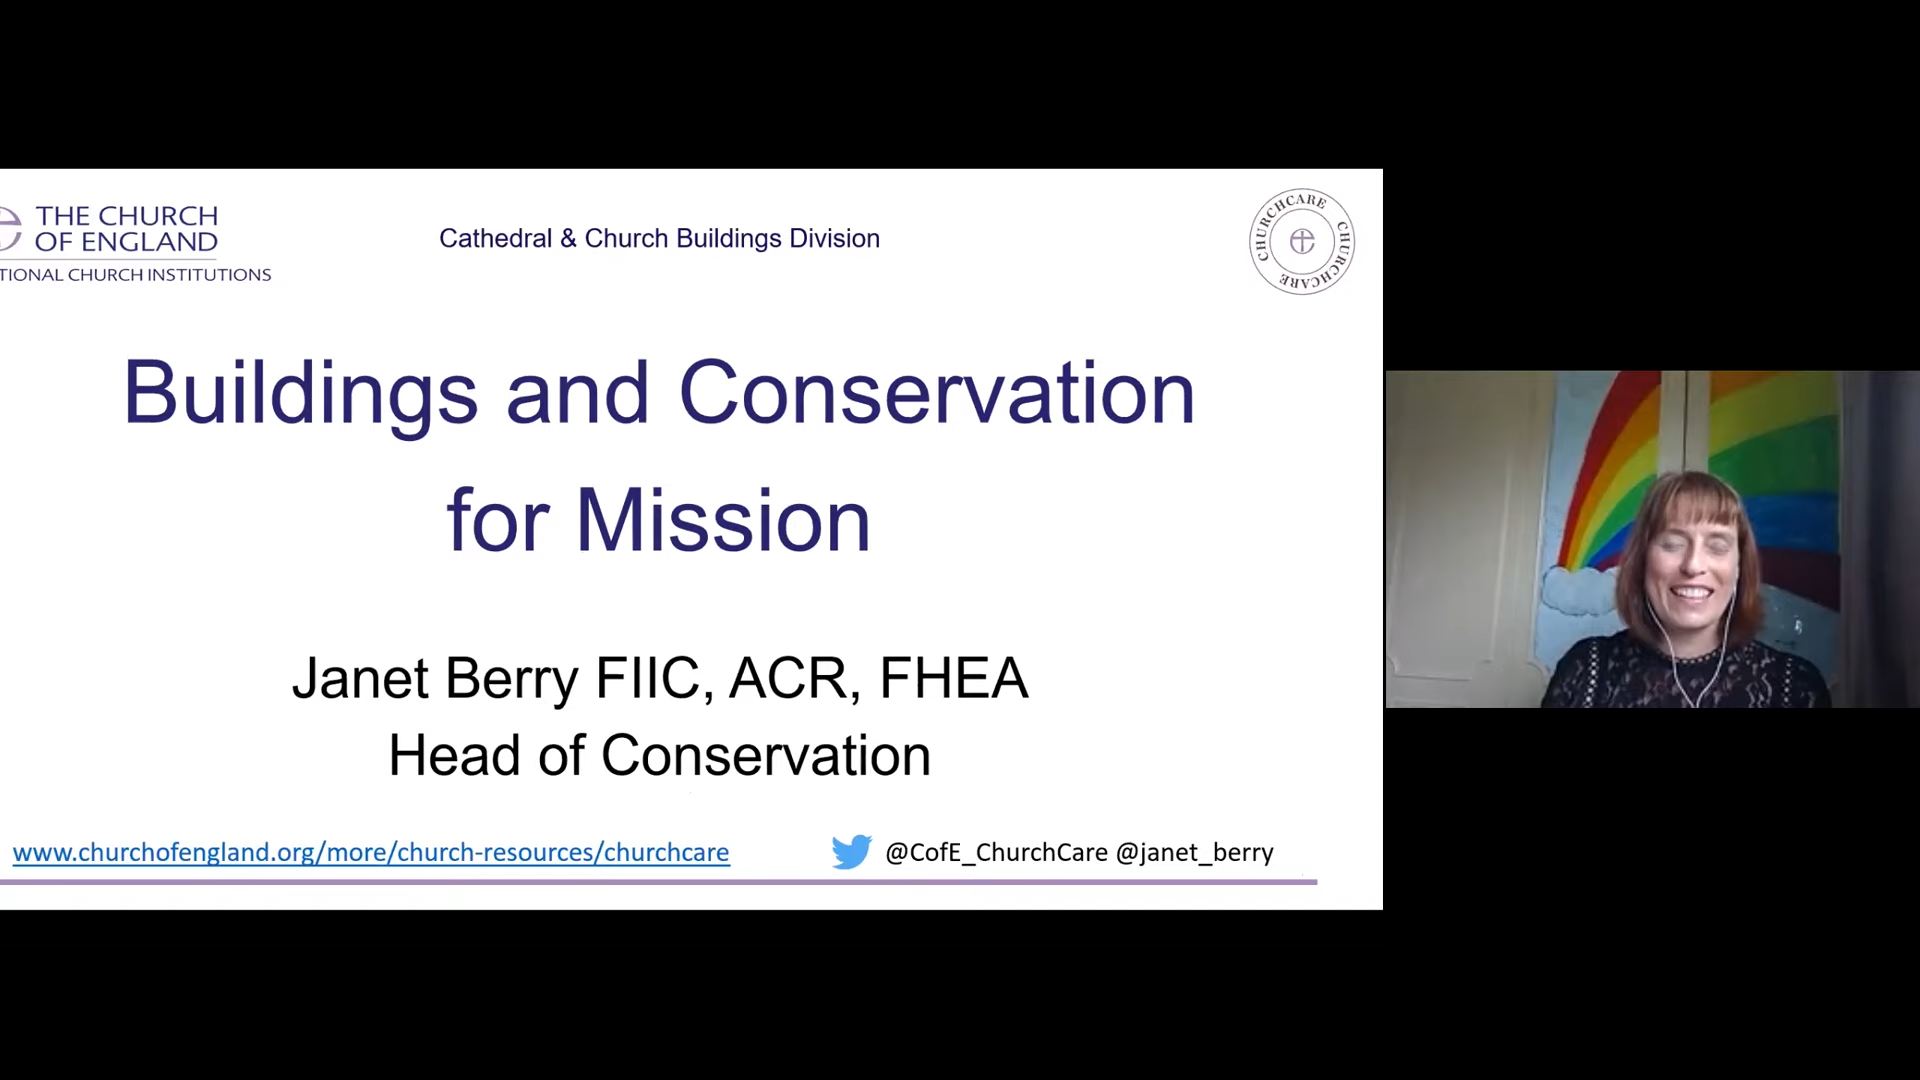 THE CHURCH
OF ENGLAND
TIONAL CHURCH INSTITUTIONS
Cathedral & Church Buildings Division
CHURCHCARE CHURCHCARE CHURCHCARE
Buildings and Conservation
for Mission
Janet Berry FIIC, ACR, FHEA
Head of Conservation
www.churchofengland.org/more/church-resources/churchcare
@CofE_ChurchCare @janet_berry